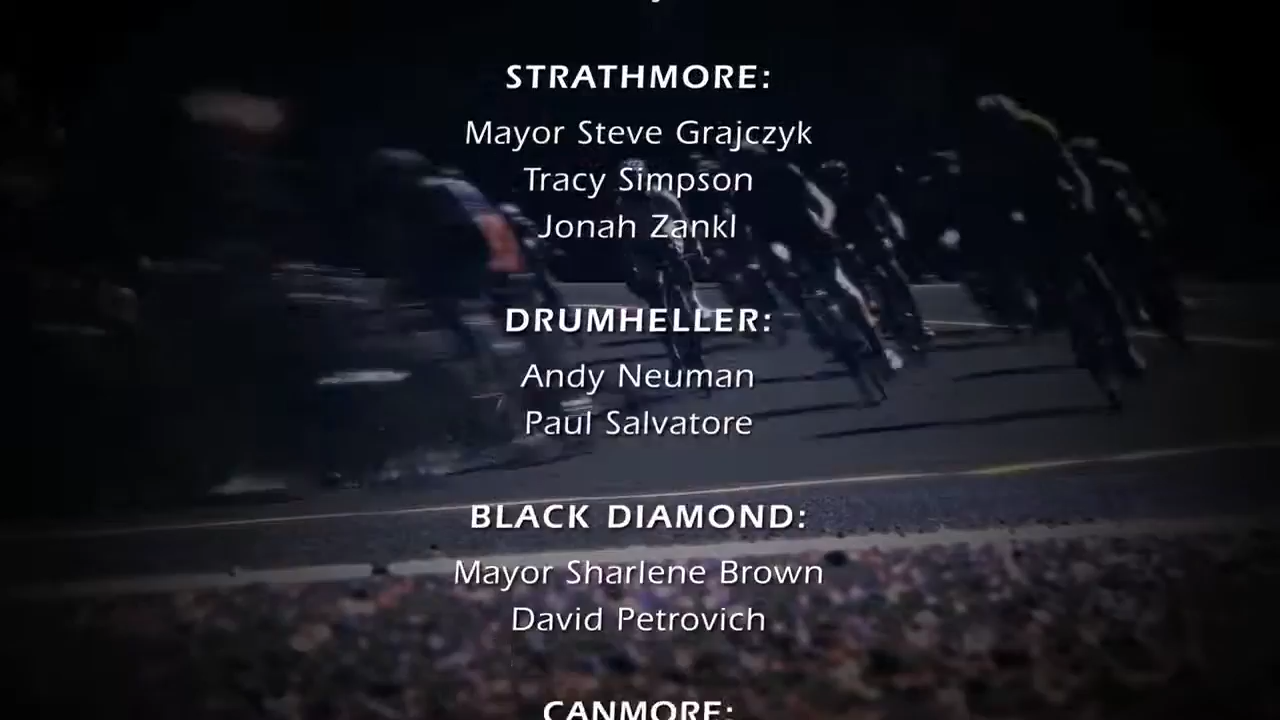 STRATHMORE:
Mayor Steve Grajczyk
Tracy Simpson
Jonah Zankl
DRUMHELLER:
Andy Neuman
Paul Salvatore
BLACK DIAMOND:
Mayor Sharlene Brown
David Petrovich
CANMORE: